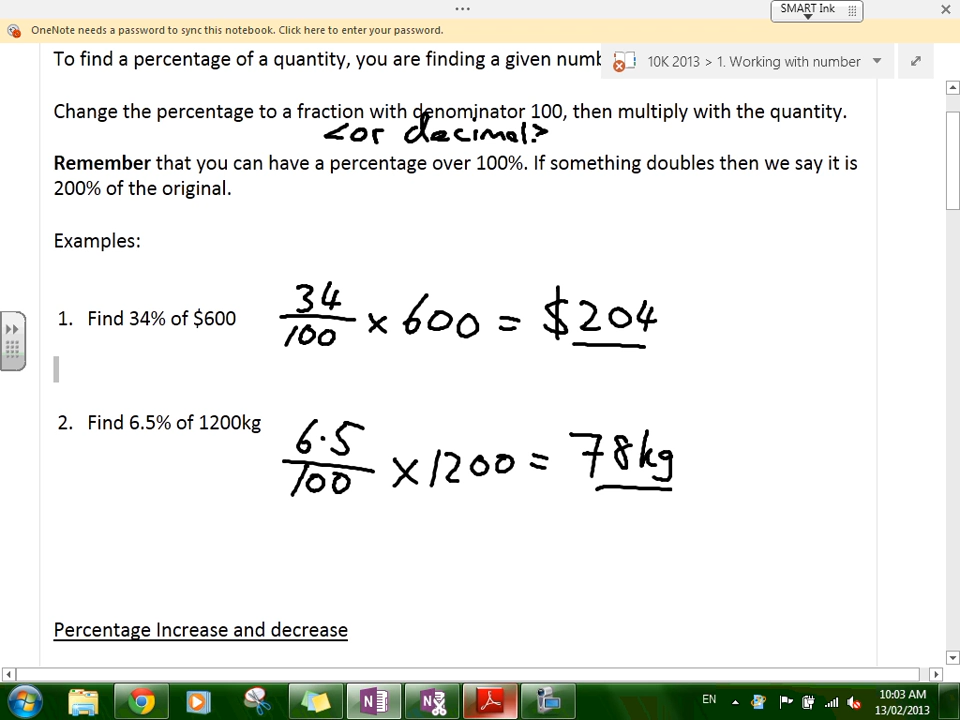 SMART Ink
OneNote needs a password to sync this notebook. Click here to enter your password.
To find a percentage of a quantity, you are finding a given
10K 2013 > 1. Working with number
Change the percentage to a fraction with denominator 100, then multiply with the quantity.
<or decimal>
Remember that you can have a percentage over 100%. If something doubles then we say it is
200% of the original.
Examples:
1. Find 34% of $600
34
100 × 600 = $204
2. Find 6.5% of 1200kg
6.5
100 × 1200 = 78kg
Percentage Increase and decrease
EN
10:03 AM
13/02/2013